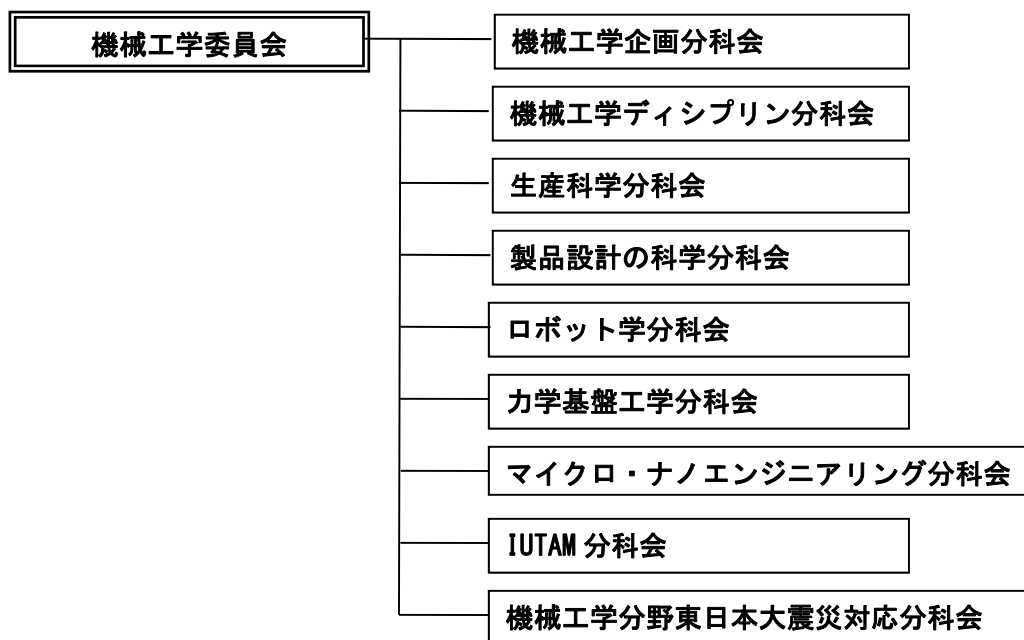 機械工学委員会
機械工学企画分科会
機械工学ディシプリン分科会
生産科学分科会
製品設計の科学分科会
ロボット学分科会
力学基盤工学分科会
マイクロ・ナノエンジニアリング分科会
IUTAM 分科会
機械工学分野東日本大震災対応分科会